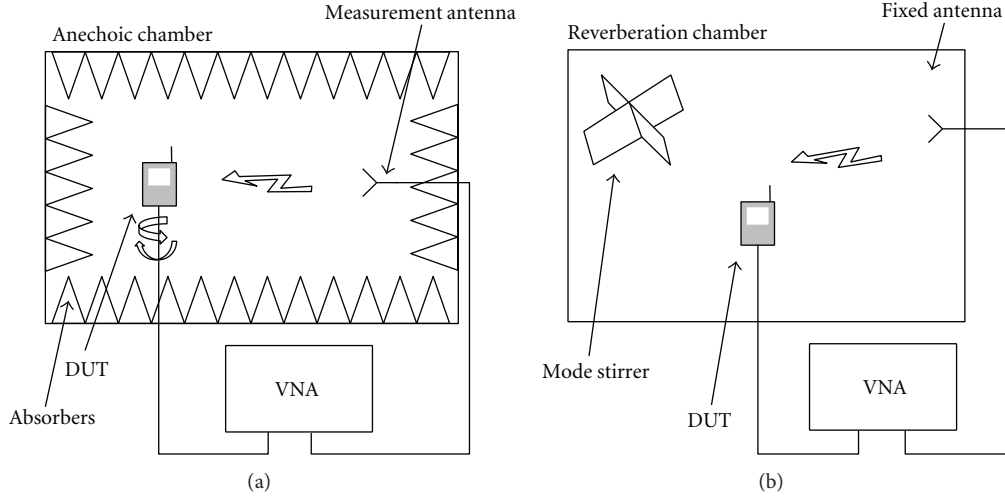 Measurement antenna
Anechoic chamber
DUT
Absorbers
VNA
(a)
Fixed antenna
Reverberation chamber
Mode stirrer
DUT
VNA
(b)